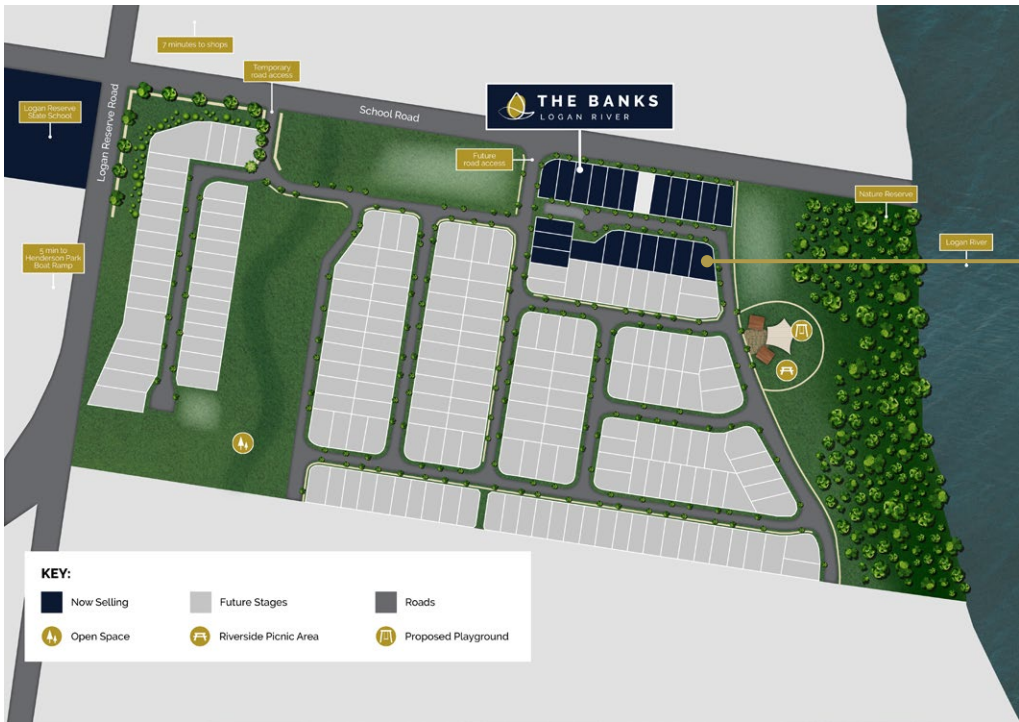 7 minutes to shops
Temporary
road access
Logan Reserve
State School
Logan Reserve Road
School Road
THE BANKS
LOGAN RIVER
Future
road access
Nature Reserve
Logan River
5 min to
Henderson Park
Boat Ramp
KEY:
Now Selling
Future Stages
Roads
Open Space
Riverside Picnic Area
Proposed Playground